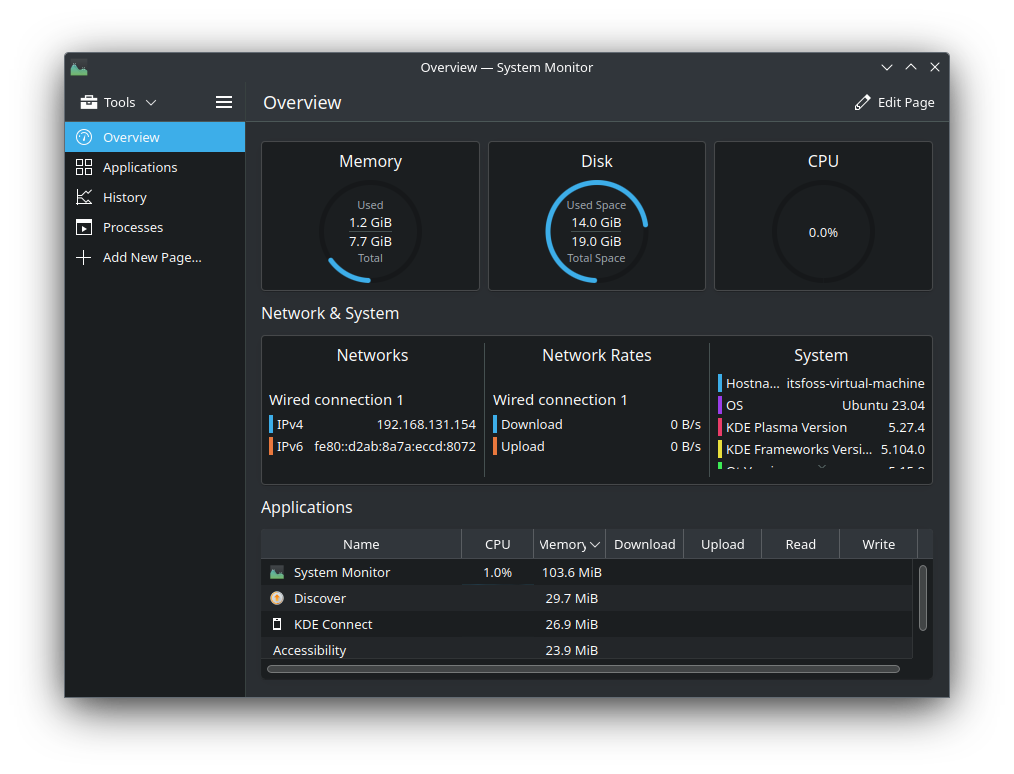 Overview — System Monitor
Tools
Overview
Edit Page
Overview
Applications
History
Processes
Add New Page...
Memory
Used
1.2 GiB
7.7 GiB
Total
Disk
Used Space
14.0 GiB
19.0 GiB
Total Space
CPU
0.0%
Network & System
Networks
Wired connection 1
IPv4 192.168.131.154
IPv6 fe80::d2ab:8a7a:eccd:8072
Network Rates
Wired connection 1
Download 0 B/s
Upload 0 B/s
System
Hostna... itsfoss-virtual-machine
OS Ubuntu 23.04
KDE Plasma Version 5.27.4
KDE Frameworks Versi... 5.104.0
Applications
Name CPU Memory Download Upload Read Write
System Monitor 1.0% 103.6 MiB
Discover 29.7 MiB
KDE Connect 26.9 MiB
Accessibility 23.9 MiB